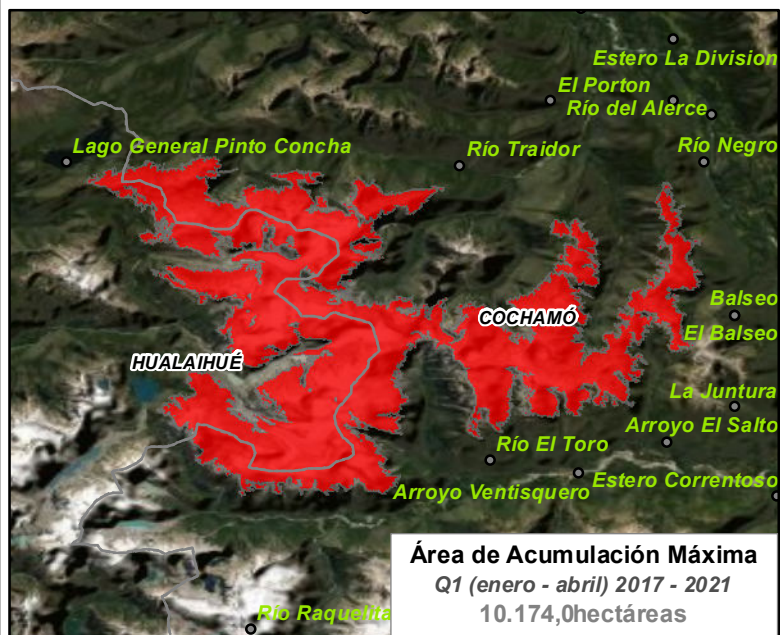 Estero La Division
El Porton
Río del Alerce
Lago General Pinto Concha
Río Traidor
Río Negro
Balseo
COCHAMÓ
El Balseo
HUALAIHUÉ
La Juntura
Arroyo El Salto
Río El Toro
Arroyo Ventisquero
Estero Correntoso
Área de Acumulación Máxima
Q1 (enero - abril) 2017 - 2021
10.174,0hectáreas
Río Raquelita